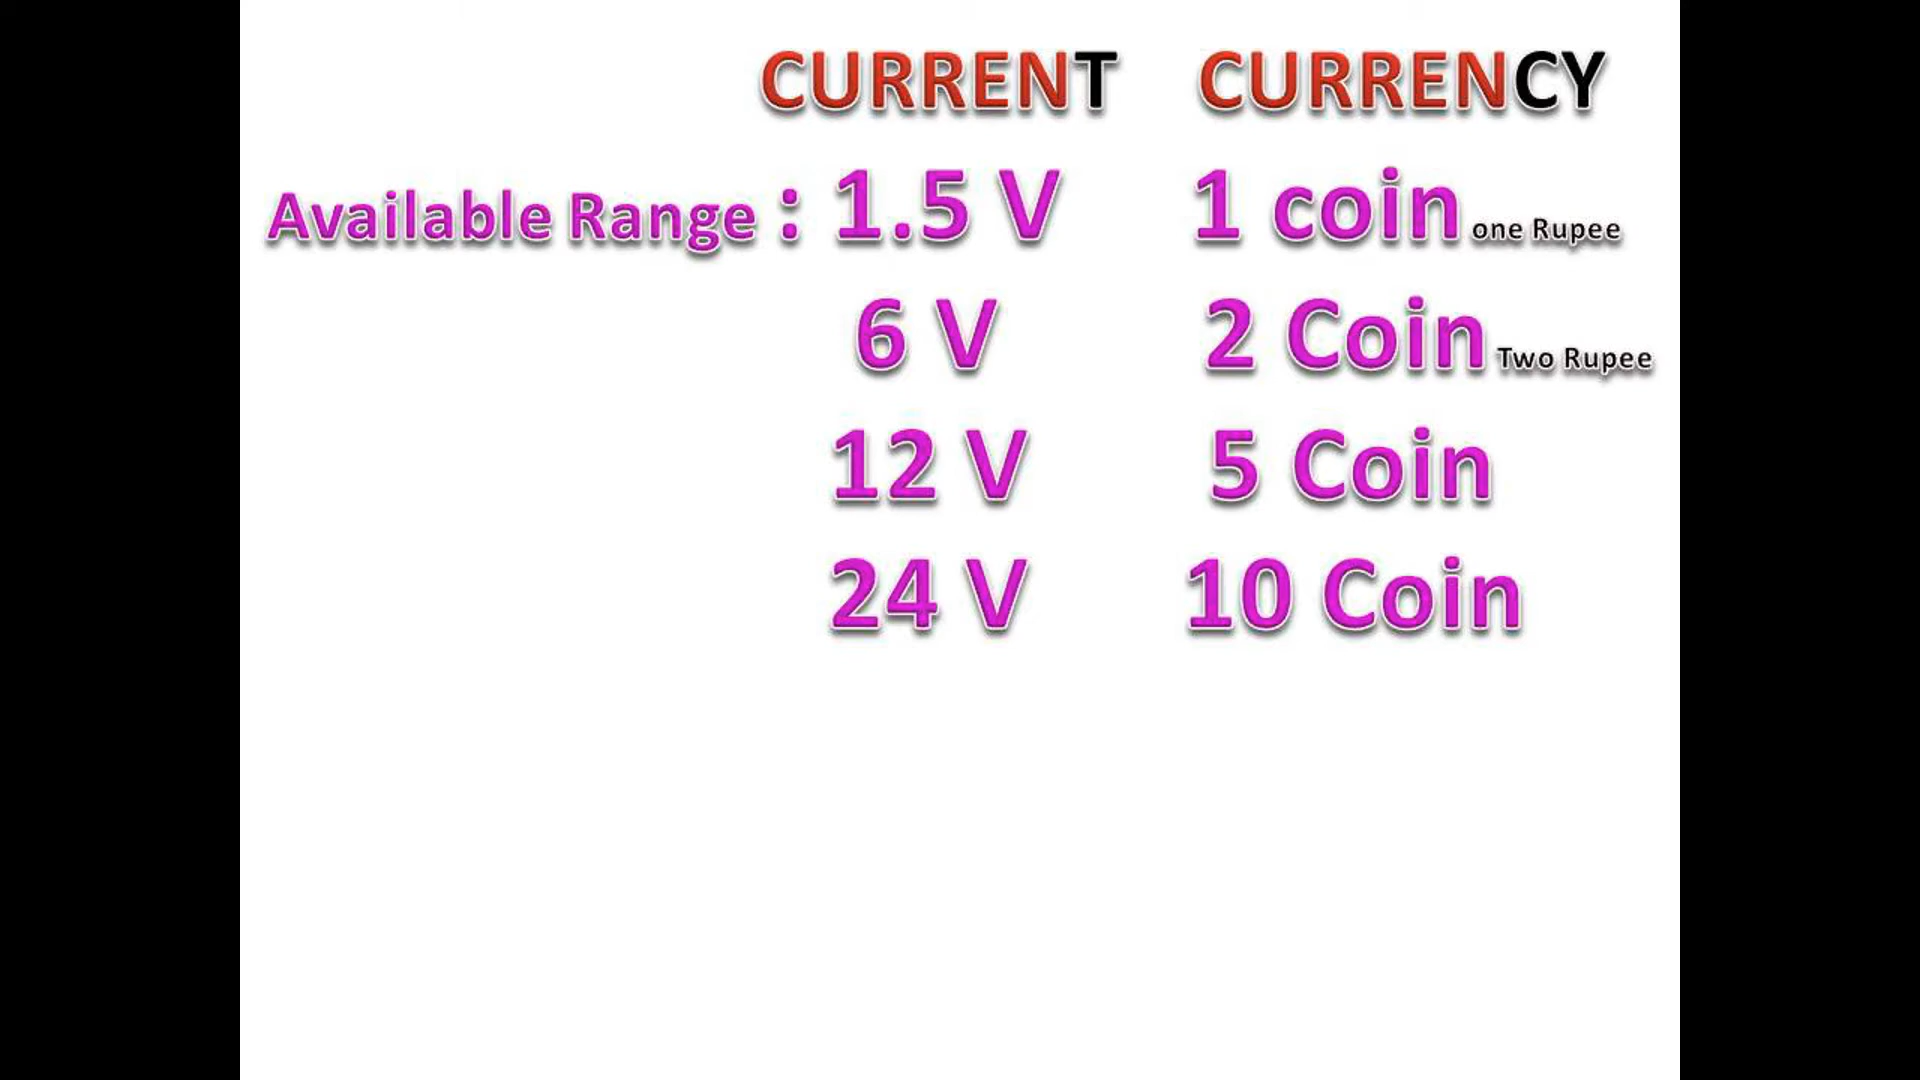 CURRENT CURRENCY
Available Range : 1.5 V 1 coin one Rupee
6 V 2 Coin Two Rupee
12 V 5 Coin
24 V 10 Coin